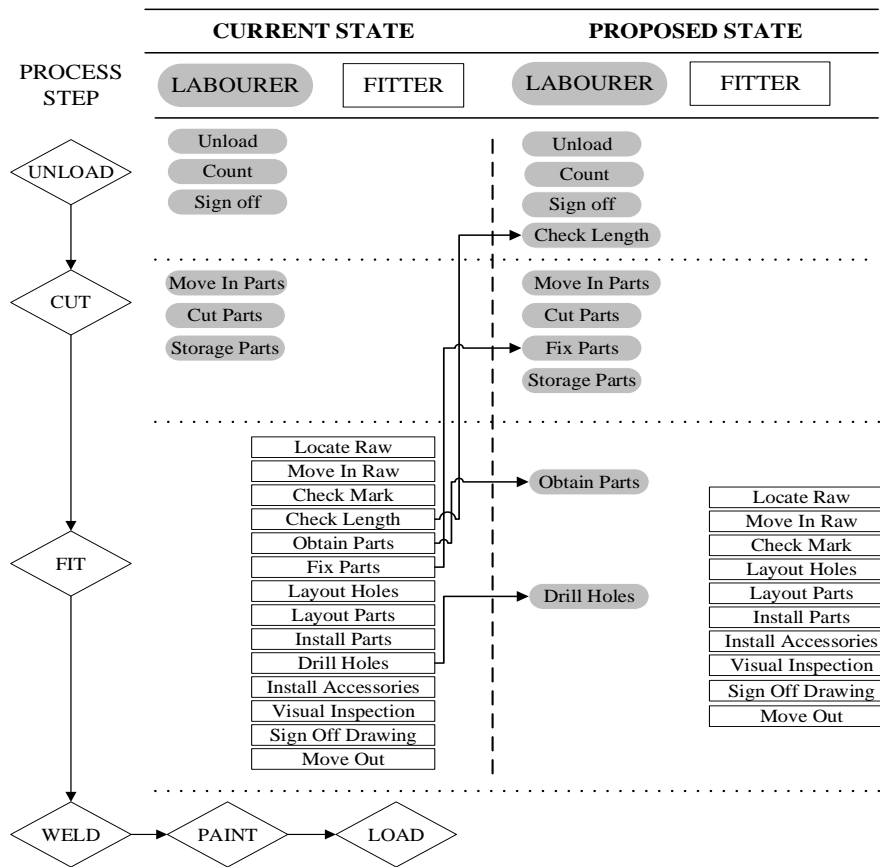 CURRENT STATE
PROPOSED STATE
PROCESS
STEP
LABOURER
FITTER
LABOURER
FITTER
UNLOAD
Unload
Count
Sign off
Unload
Count
Sign off
Check Length
CUT
Move In Parts
Cut Parts
Storage Parts
Move In Parts
Cut Parts
Fix Parts
Storage Parts
FIT
Locate Raw
Move In Raw
Check Mark
Check Length
Obtain Parts
Fix Parts
Layout Holes
Layout Parts
Install Parts
Drill Holes
Install Accessories
Visual Inspection
Sign Off Drawing
Move Out
Obtain Parts
Drill Holes
Locate Raw
Move In Raw
Check Mark
Layout Holes
Layout Parts
Install Parts
Install Accessories
Visual Inspection
Sign Off Drawing
Move Out
WELD
PAINT
LOAD